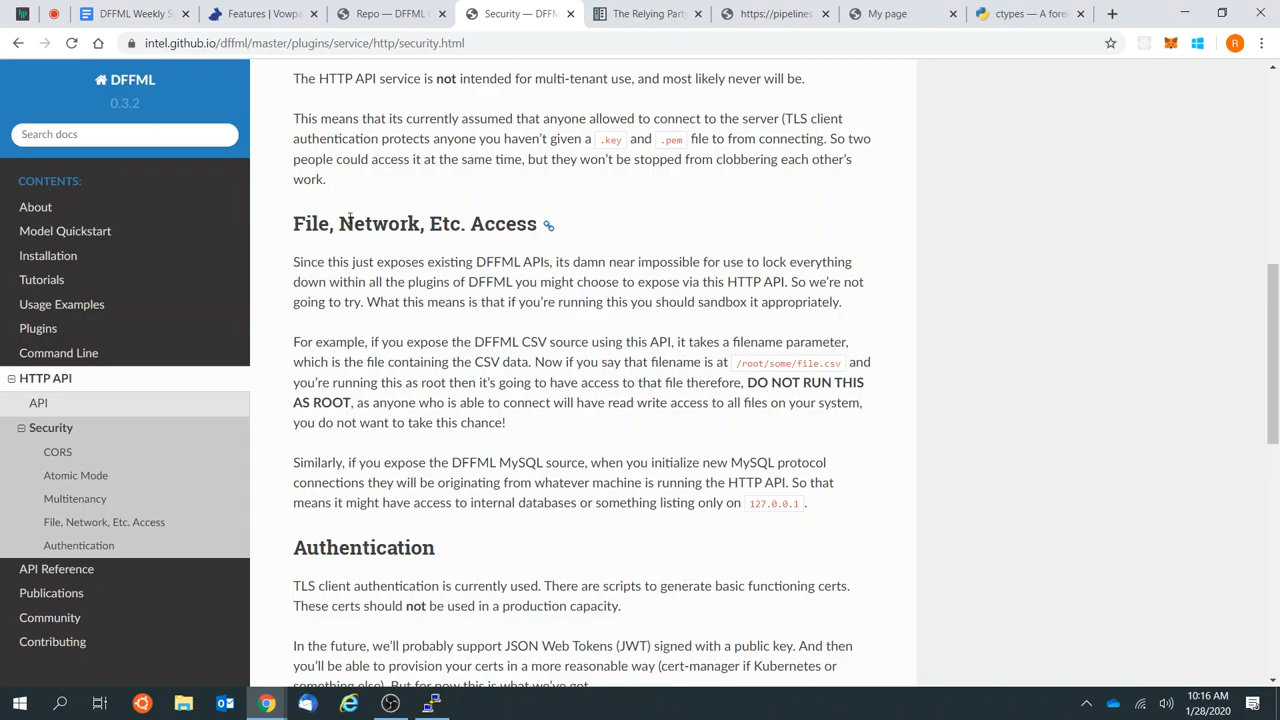 DFFML Weekly S
Features | Vowpa
Repo — DFFML D
Security — DFFM
The Relying Party
https://pipelines.
My page
ctypes — A forei
intel.github.io/dffml/master/plugins/service/http/security.html
R
DFFML
0.3.2
Search docs
CONTENTS:
About
Model Quickstart
Installation
Tutorials
Usage Examples
Plugins
Command Line
HTTP API
API
Security
CORS
Atomic Mode
Multitenancy
File, Network, Etc. Access
Authentication
API Reference
Publications
Community
Contributing
The HTTP API service is not intended for multi-tenant use, and most likely never will be.
This means that its currently assumed that anyone allowed to connect to the server (TLS client
authentication protects anyone you haven't given a .key and .pem file to from connecting. So two
people could access it at the same time, but they won't be stopped from clobbering each other's
work.
File, Network, Etc. Access
Since this just exposes existing DFFML APIs, its damn near impossible for use to lock everything
down within all the plugins of DFFML you might choose to expose via this HTTP API. So we're not
going to try. What this means is that if you're running this you should sandbox it appropriately.
For example, if you expose the DFFML CSV source using this API, it takes a filename parameter,
which is the file containing the CSV data. Now if you say that filename is at /root/some/file.csv and
you're running this as root then it's going to have access to that file therefore, DO NOT RUN THIS
AS ROOT, as anyone who is able to connect will have read write access to all files on your system,
you do not want to take this chance!
Similarly, if you expose the DFFML MySQL source, when you initialize new MySQL protocol
connections they will be originating from whatever machine is running the HTTP API. So that
means it might have access to internal databases or something listing only on 127.0.0.1.
Authentication
TLS client authentication is currently used. There are scripts to generate basic functioning certs.
These certs should not be used in a production capacity.
In the future, we'll probably support JSON Web Tokens (JWT) signed with a public key. And then
you'll be able to provision your certs in a more reasonable way (cert-manager if Kubernetes or
something else). But for now this is what we've got.
10:16 AM
1/28/2020